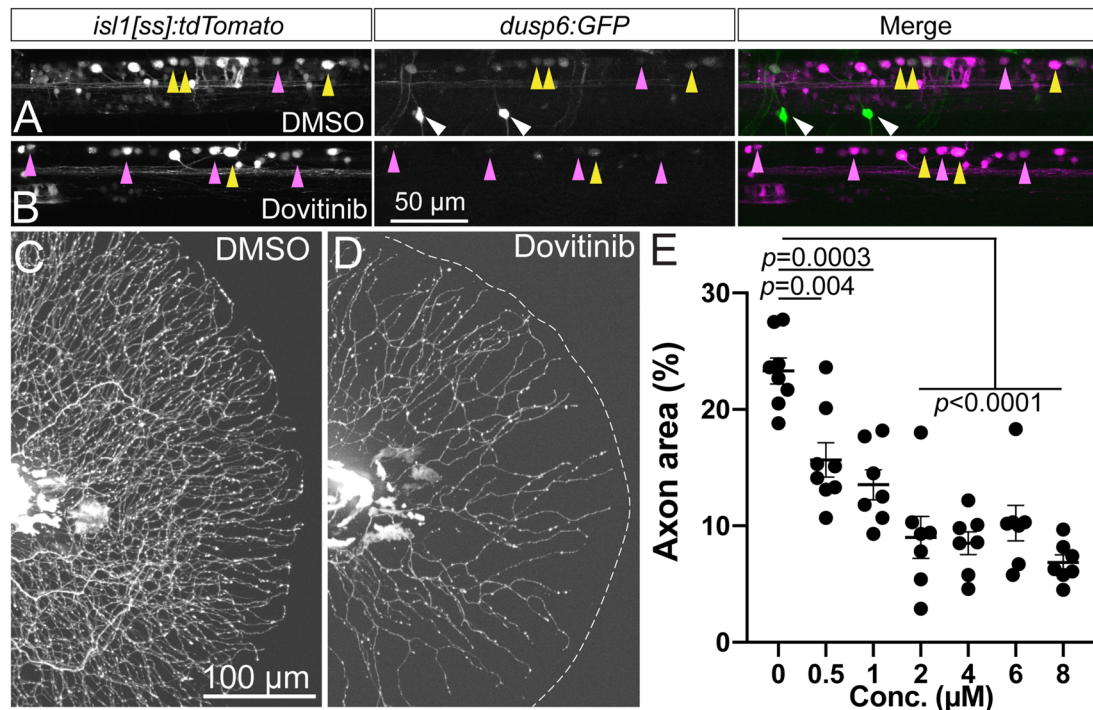 isl1[ss]:tdTomato
dusp6:GFP
Merge
A
DMSO
B
Dovitinib
50 µm
C
DMSO
100 µm
D
Dovitinib
E
p=0.0003
p=0.004
p<0.0001
Axon area (%)
30
20
10
0
0 0.5 1 2 4 6 8
Conc. (µM)